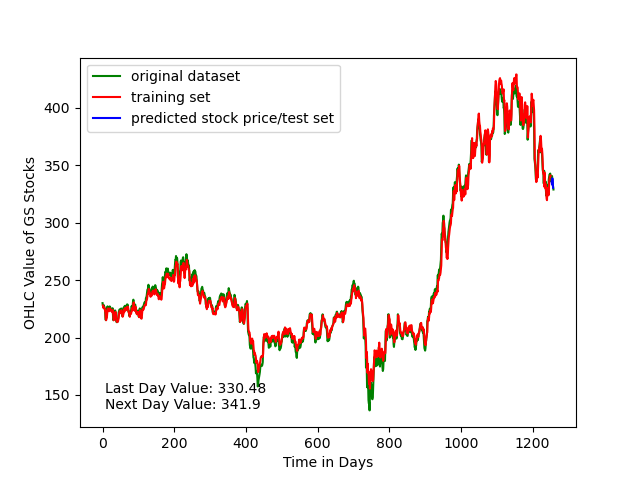 original dataset
training set
predicted stock price/test set
OHLC Value of GS Stocks
400
350
300
250
200
150
Last Day Value: 330.48
Next Day Value: 341.9
0 200 400 600 800 1000 1200
Time in Days